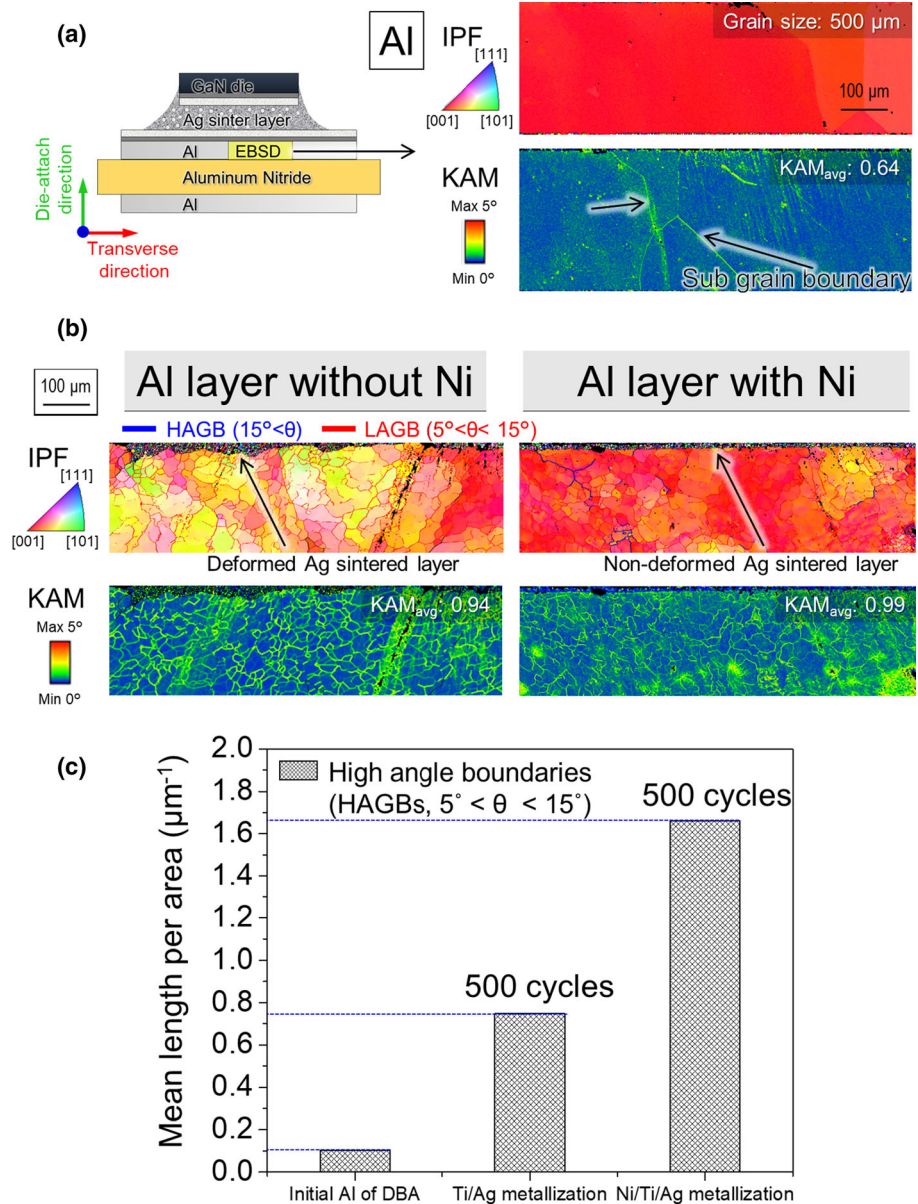 (a)
Al
IPF
[111]
[001]
[101]
Grain size: 500 µm
100 µm
GaN die
Ag sinter layer
Al
EBSD
Aluminum Nitride
Al
Die-attach
direction
Transverse
direction
KAM
Max 5°
Min 0°
KAMavg: 0.64
Sub grain boundary
(b)
100 µm
Al layer without Ni
Al layer with Ni
HAGB (15°<θ)
LAGB (5°<θ< 15°)
IPF
[111]
[001]
[101]
Deformed Ag sintered layer
Non-deformed Ag sintered layer
KAM
Max 5°
Min 0°
KAMavg: 0.94
KAMavg: 0.99
(c)
Mean length per area (µm-1)
2.0
1.8
1.6
1.4
1.2
1.0
0.8
0.6
0.4
0.2
0.0
High angle boundaries
(HAGBs, 5˚ < θ < 15˚)
500 cycles
500 cycles
Initial Al of DBA
Ti/Ag metallization
Ni/Ti/Ag metallization